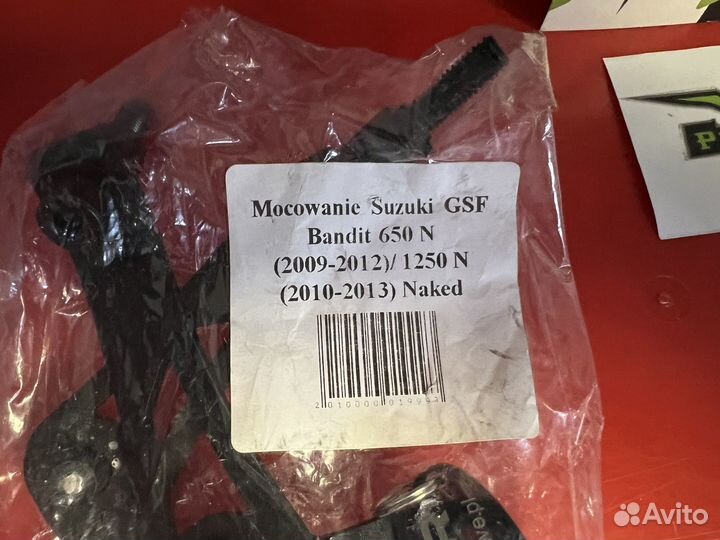 Mocowanie Suzuki GSF
Bandit 650 N
(2009-2012)/ 1250 N
(2010-2013) Naked
Avito